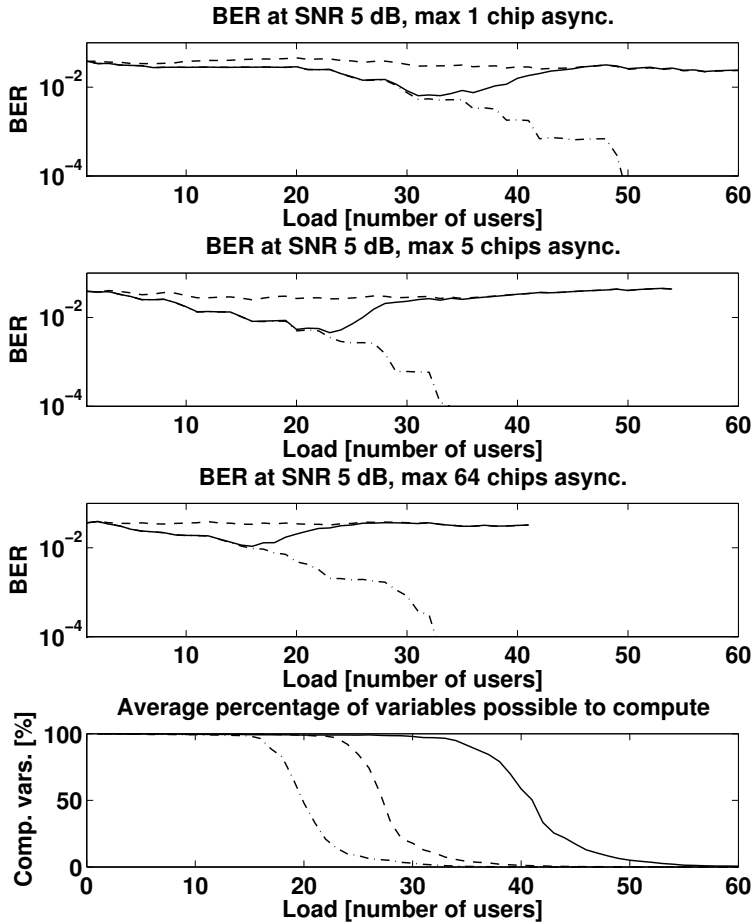 BER at SNR 5 dB, max 1 chip async.
BER
10^-2
10^-4
10 20 30 40 50 60
Load [number of users]
BER at SNR 5 dB, max 5 chips async.
BER
10^-2
10^-4
10 20 30 40 50 60
Load [number of users]
BER at SNR 5 dB, max 64 chips async.
BER
10^-2
10^-4
10 20 30 40 50 60
Load [number of users]
Average percentage of variables possible to compute
Comp. vars. [%]
100
50
0
0 10 20 30 40 50 60
Load [number of users]